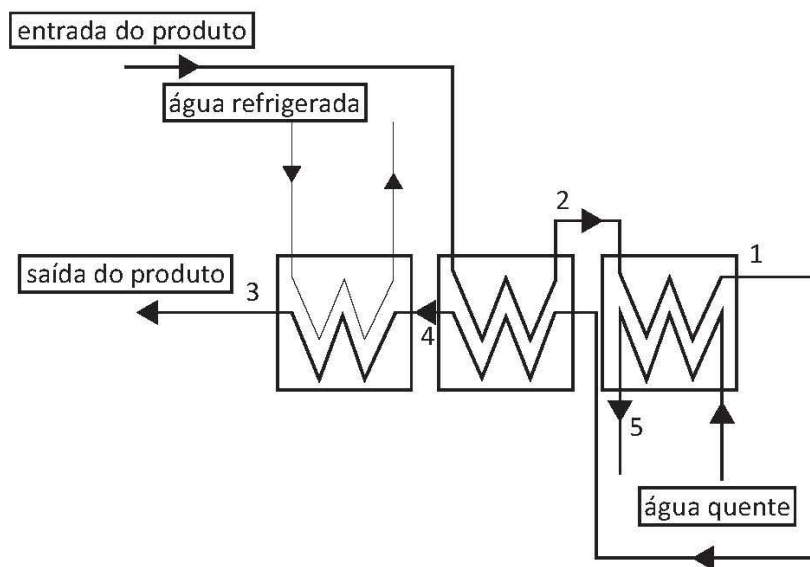 entrada do produto
água refrigerada
2
saída do produto
3
1
4
5
água quente